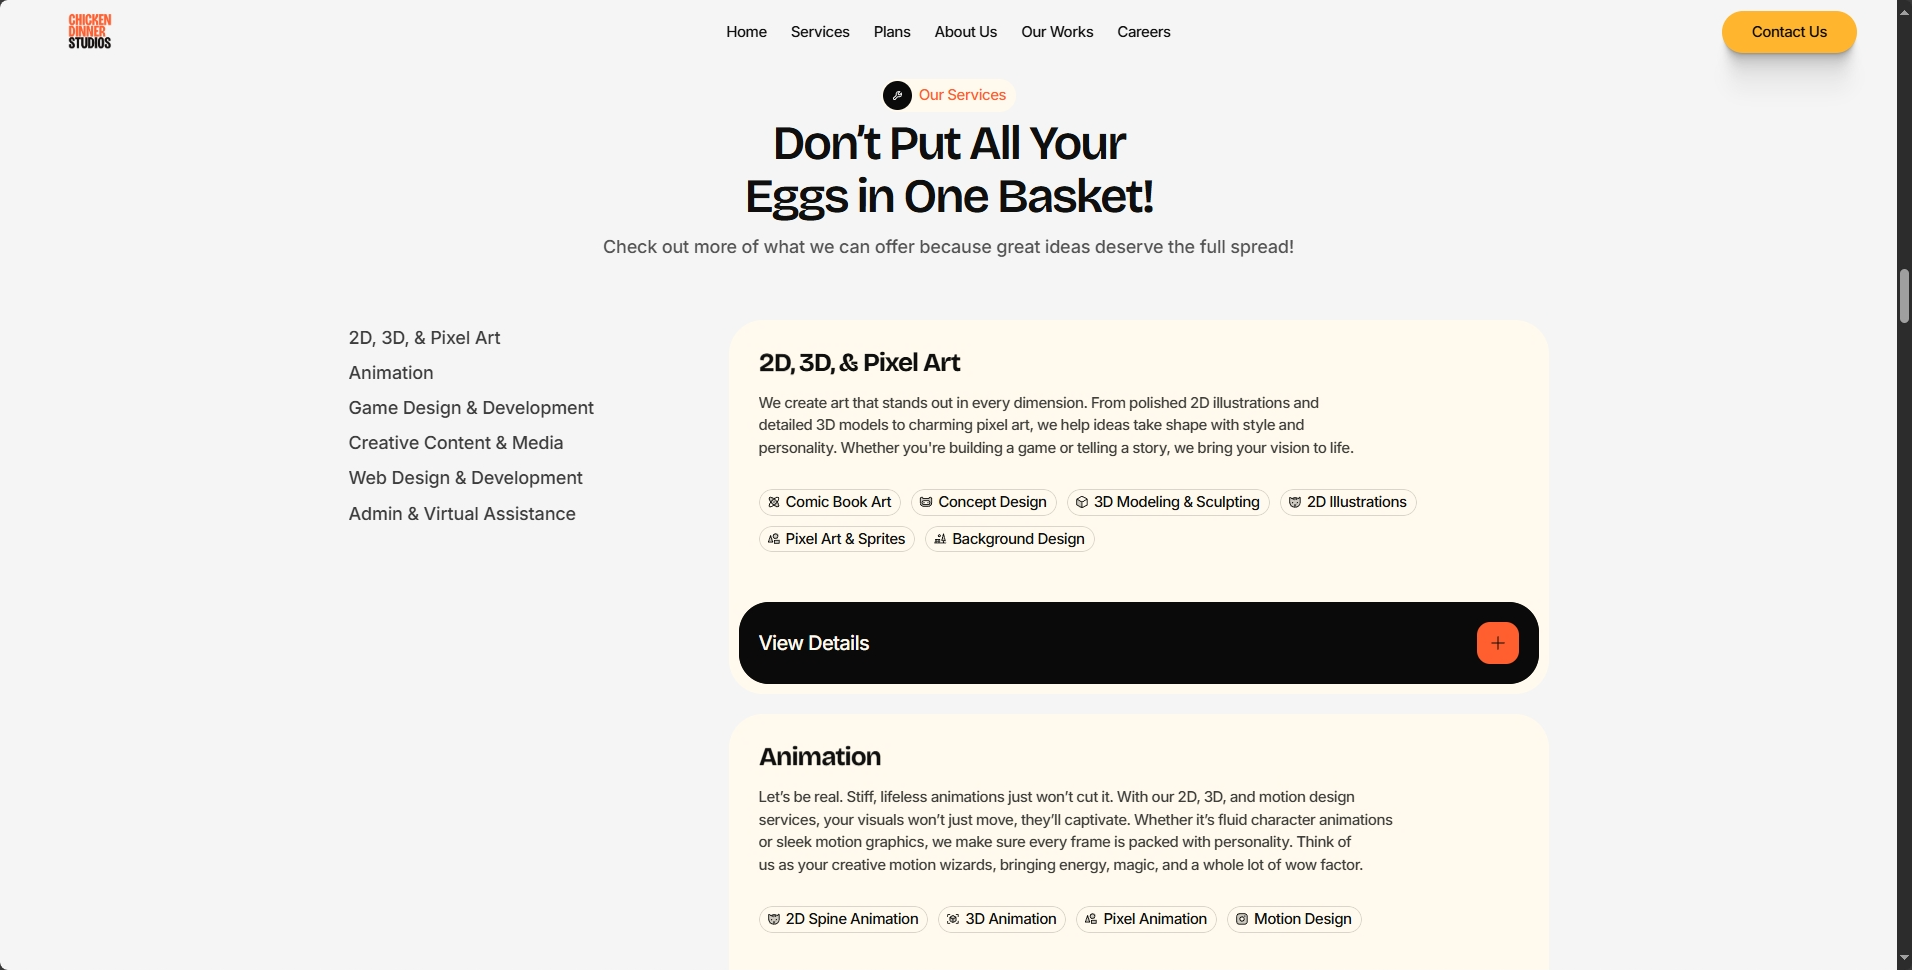 CHICKEN
DINNER
STUDIOS
Home Services Plans About Us Our Works Careers
Contact Us
Our Services
Don’t Put All Your
Eggs in One Basket!
Check out more of what we can offer because great ideas deserve the full spread!
2D, 3D, & Pixel Art
Animation
Game Design & Development
Creative Content & Media
Web Design & Development
Admin & Virtual Assistance
2D, 3D, & Pixel Art
We create art that stands out in every dimension. From polished 2D illustrations and
detailed 3D models to charming pixel art, we help ideas take shape with style and
personality. Whether you're building a game or telling a story, we bring your vision to life.
Comic Book Art Concept Design 3D Modeling & Sculpting 2D Illustrations
Pixel Art & Sprites Background Design
View Details
Animation
Let’s be real. Stiff, lifeless animations just won’t cut it. With our 2D, 3D, and motion design
services, your visuals won’t just move, they’ll captivate. Whether it’s fluid character animations
or sleek motion graphics, we make sure every frame is packed with personality. Think of
us as your creative motion wizards, bringing energy, magic, and a whole lot of wow factor.
2D Spine Animation 3D Animation Pixel Animation Motion Design